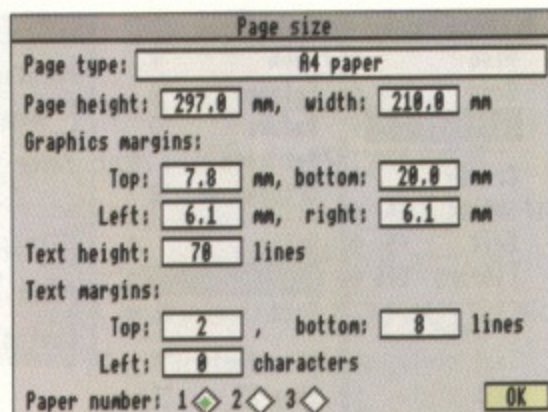 Page size
Page type: A4 paper
Page height: 297.0 mm, width: 210.0 mm
Graphics margins:
Top: 7.8 mm, bottom: 20.0 mm
Left: 6.1 mm, right: 6.1 mm
Text height: 70 lines
Text margins:
Top: 2 , bottom: 8 lines
Left: 0 characters
Paper number: 1 2 3 OK